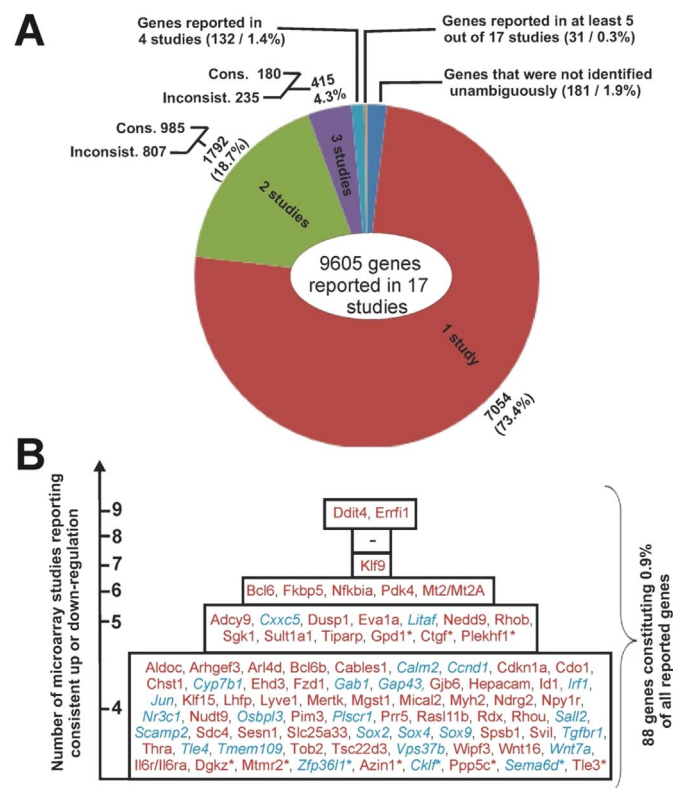 A
Genes reported in
4 studies (132 / 1.4%)
Genes reported in at least 5
out of 17 studies (31 / 0.3%)
Cons. 180
Inconsist. 235
415
4.3%
Genes that were not identified
unambiguously (181 / 1.9%)
Cons. 985
Inconsist. 807
1792
(18.7%)
3 studies
2 studies
9605 genes
reported in 17
studies
1 study
7054
(73.4%)
B
Number of microarray studies reporting
consistent up or down-regulation
9
Ddit4, Errfi1
8
-
7
Klf9
6
Bcl6, Fkbp5, Nfkbia, Pdk4, Mt2/Mt2A
5
Adcy9, Cxxc5, Dusp1, Eva1a, Litaf, Nedd9, Rhob,
Sgk1, Sult1a1, Tiparp, Gpd1*, Ctgf*, Plekhf1*
4
Aldoc, Arhgef3, Arl4d, Bcl6b, Cables1, Calm2, Ccnd1, Cdkn1a, Cdo1,
Chst1, Cyp7b1, Ehd3, Fzd1, Gab1, Gap43, Gjb6, Hepacam, Id1, Irf1,
Jun, Klf15, Lhfp, Lyve1, Mertk, Mgst1, Mical2, Myh2, Ndrg2, Npy1r,
Nr3c1, Nudt9, Osbpl3, Pim3, Plscr1, Prr5, Rasl11b, Rdx, Rhou, Sall2,
Scamp2, Sdc4, Sesn1, Slc25a33, Sox2, Sox4, Sox9, Spsb1, Svil, Tgfbr1,
Thra, Tle4, Tmem109, Tob2, Tsc22d3, Vps37b, Wipf3, Wnt16, Wnt7a,
Il6r/Il6ra, Dgkz*, Mtmr2*, Zfp36l1*, Azin1*, Cklf*, Ppp5c*, Sema6d*, Tle3*
88 genes constituting 0.9%
of all reported genes